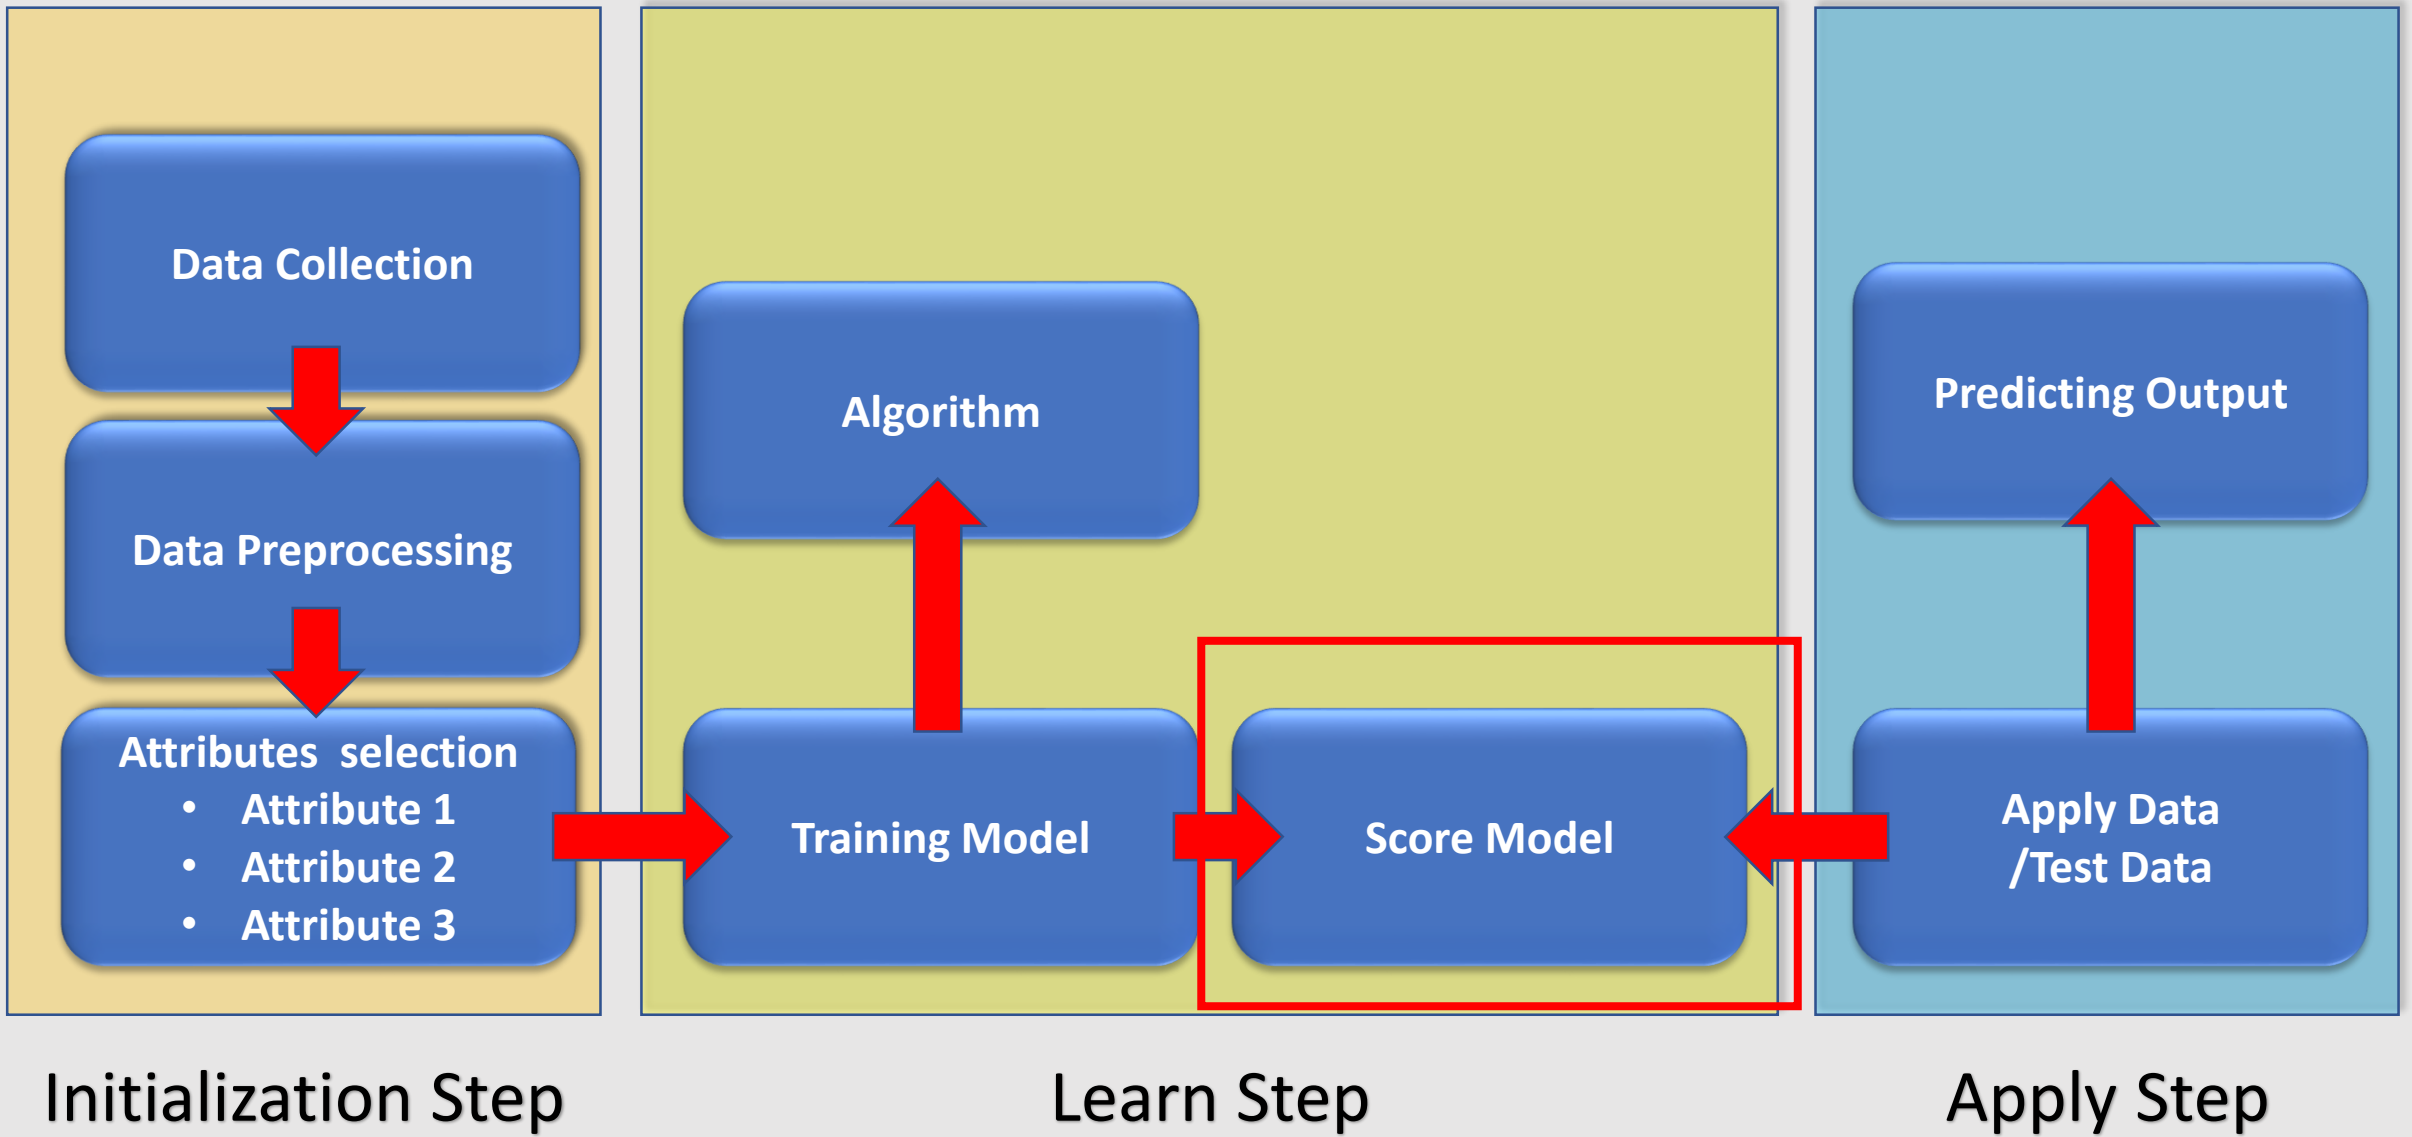 Data Collection
Data Preprocessing
Attributes selection
• Attribute 1
• Attribute 2
• Attribute 3
Initialization Step
Algorithm
Training Model
Score Model
Learn Step
Predicting Output
Apply Data
/Test Data
Apply Step